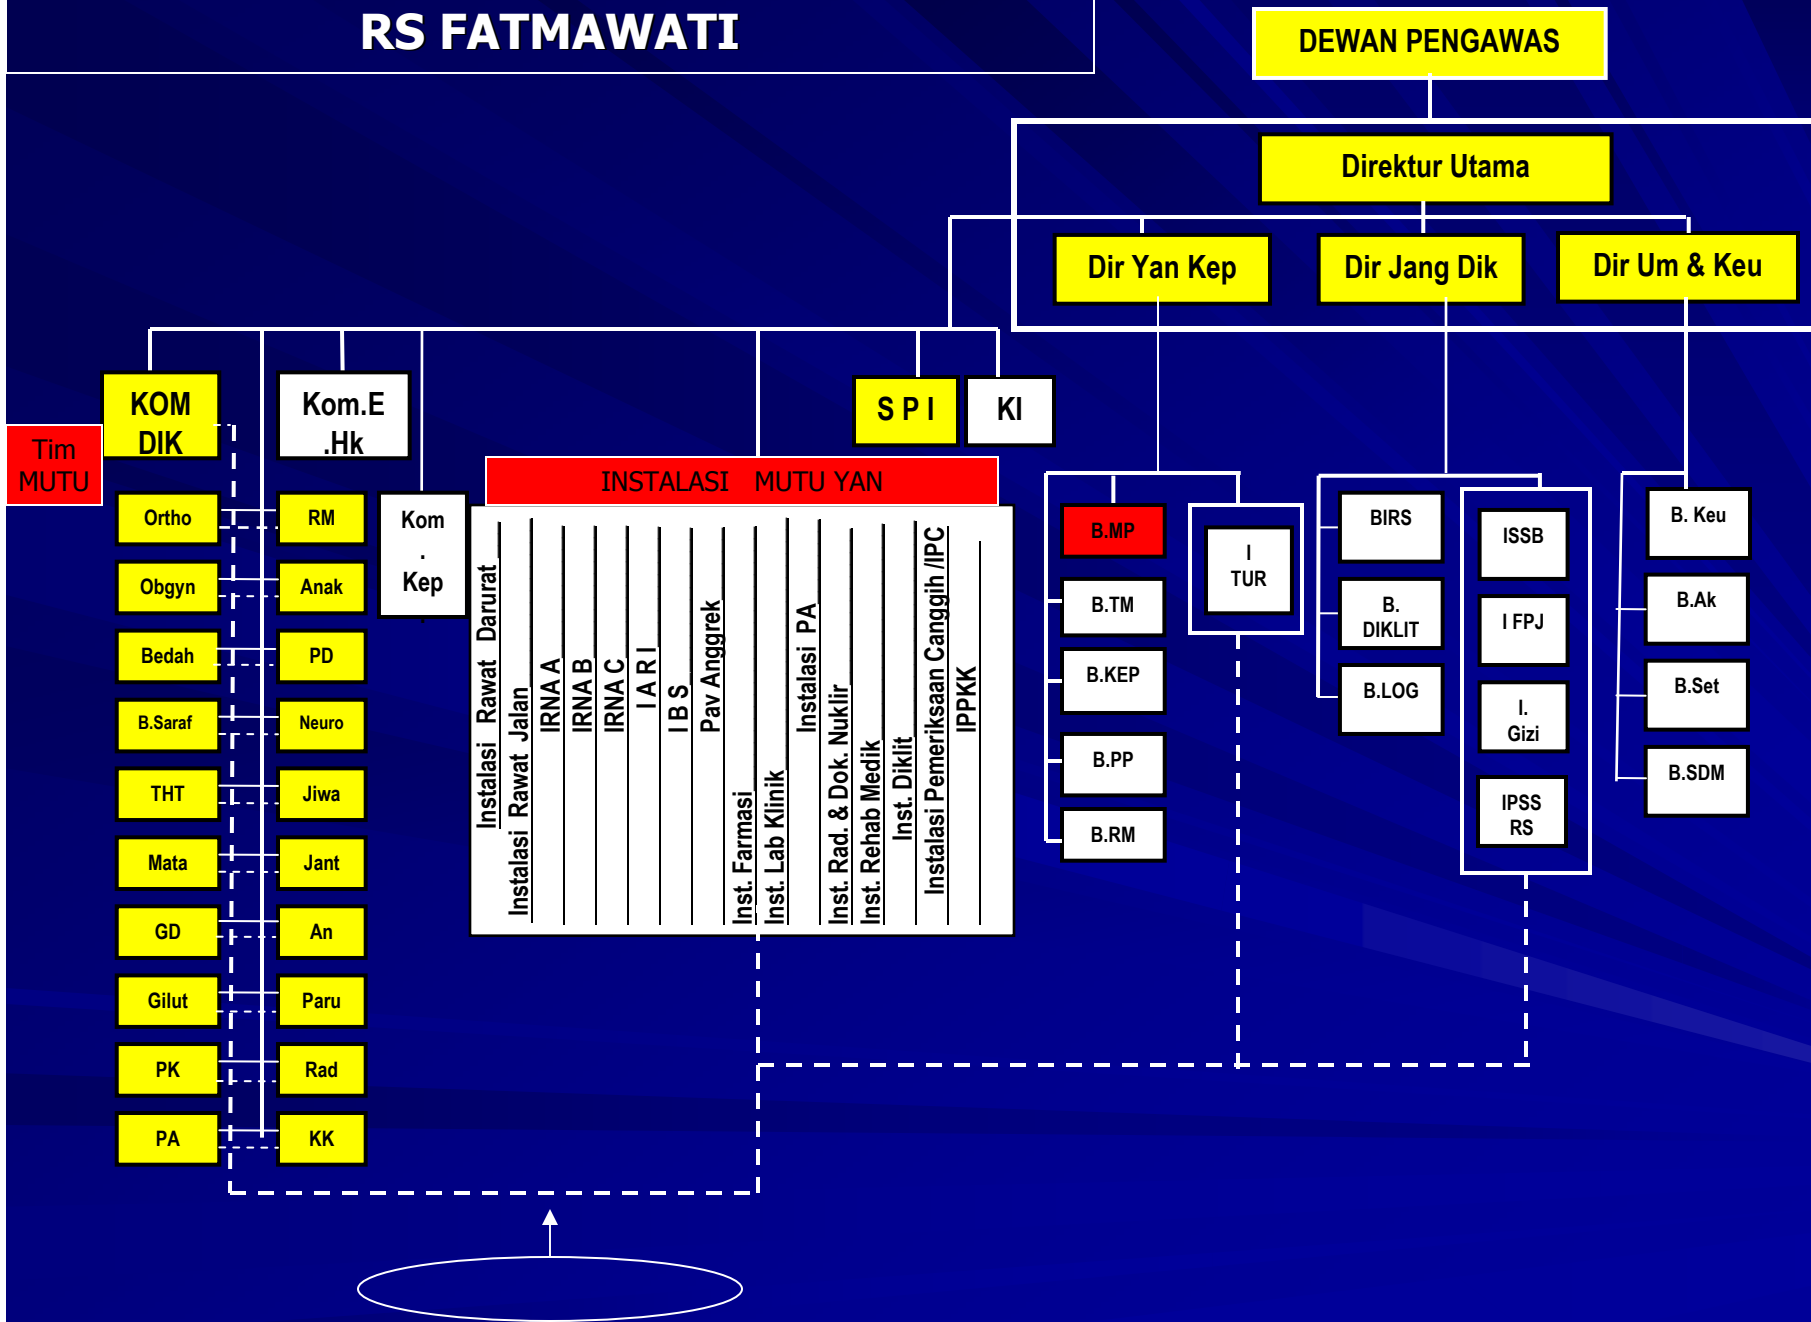 RS FATMAWATI
DEWAN PENGAWAS
Direktur Utama
Dir Yan Kep
Dir Jang Dik
Dir Um & Keu
KOM
DIK
Kom.E
.Hk
S P I
KI
Tim
MUTU
INSTALASI MUTU YAN
Ortho
RM
Obgyn
Anak
Bedah
PD
B.Saraf
Neuro
THT
Jiwa
Mata
Jant
GD
An
Gilut
Paru
PK
Rad
PA
KK
Kom
.
Kep
.
Instalasi Rawat Darurat
Instalasi Rawat Jalan
IRNA A
IRNA B
IRNA C
I A R I
I B S
Pav Anggrek
Inst. Farmasi
Inst. Lab Klinik
Instalasi PA
Inst. Rad. & Dok. Nuklir
Inst. Rehab Medik
Inst. Diklit
Instalasi Pemeriksaan Canggih /IPC
IPPKK
B.MP
B.TM
B.KEP
B.PP
B.RM
I
TUR
BIRS
B.
DIKLIT
B.LOG
ISSB
I FPJ
I.
Gizi
IPSS
RS
B. Keu
B.Ak
B.Set
B.SDM